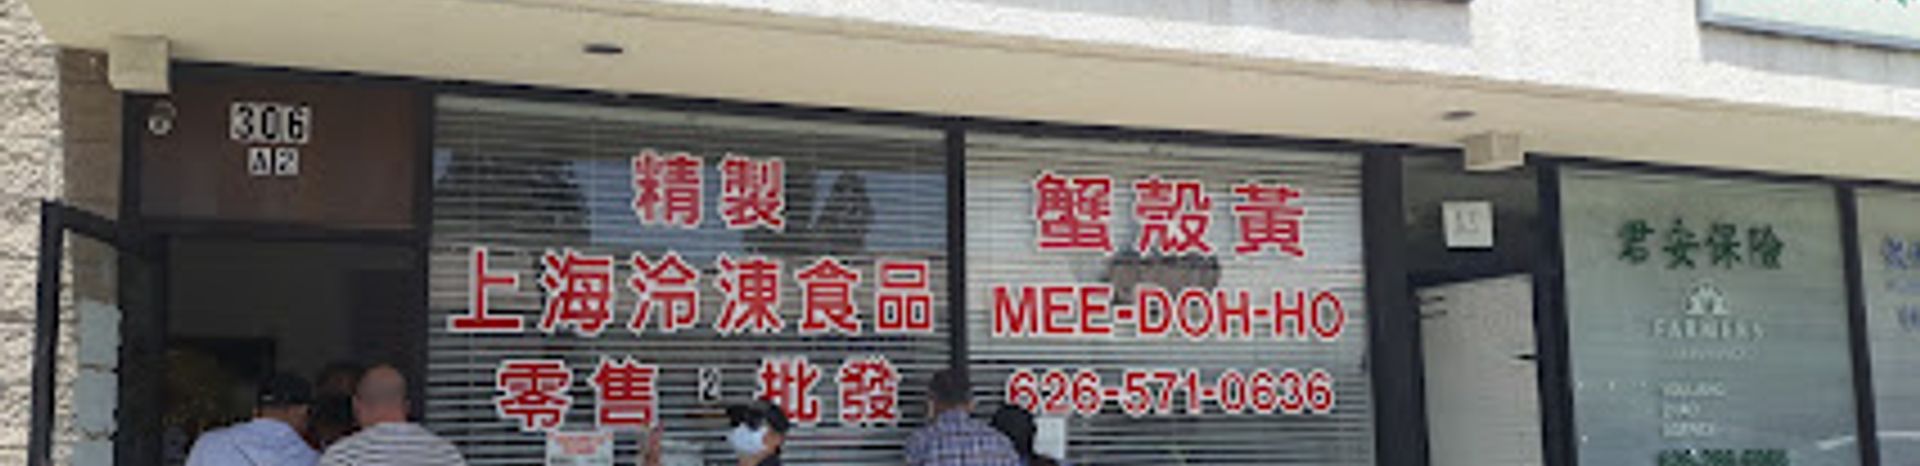 306
A2
精製
上海冷凍食品
零售 批發
蟹殼黃
MEE-DOH-HO
626-571-0636
君安保險
FARMERS